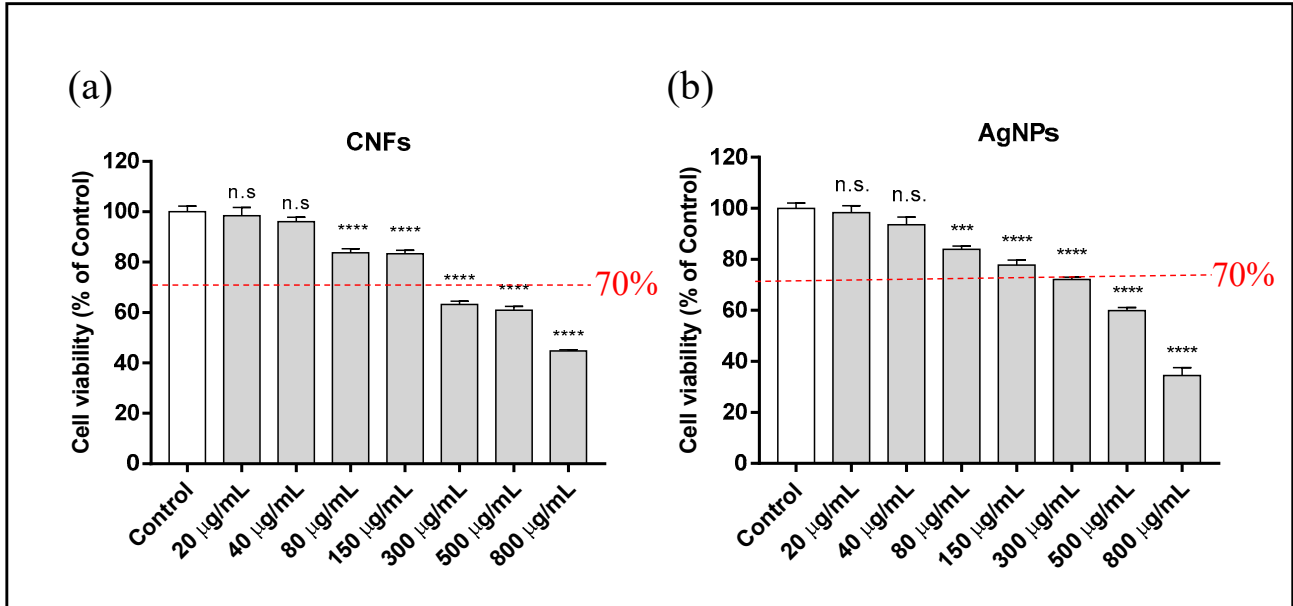 (a)
CNFs
Cell viability (% of Control)
120
100
80
60
40
20
0
n.s
n.s
****
****
****
****
****
70%
Control
20 μg/mL
40 μg/mL
80 μg/mL
150 μg/mL
300 μg/mL
500 μg/mL
800 μg/mL
(b)
AgNPs
Cell viability (% of Control)
120
100
80
60
40
20
0
n.s.
n.s.
***
****
****
****
****
70%
Control
20 μg/mL
40 μg/mL
80 μg/mL
150 μg/mL
300 μg/mL
500 μg/mL
800 μg/mL